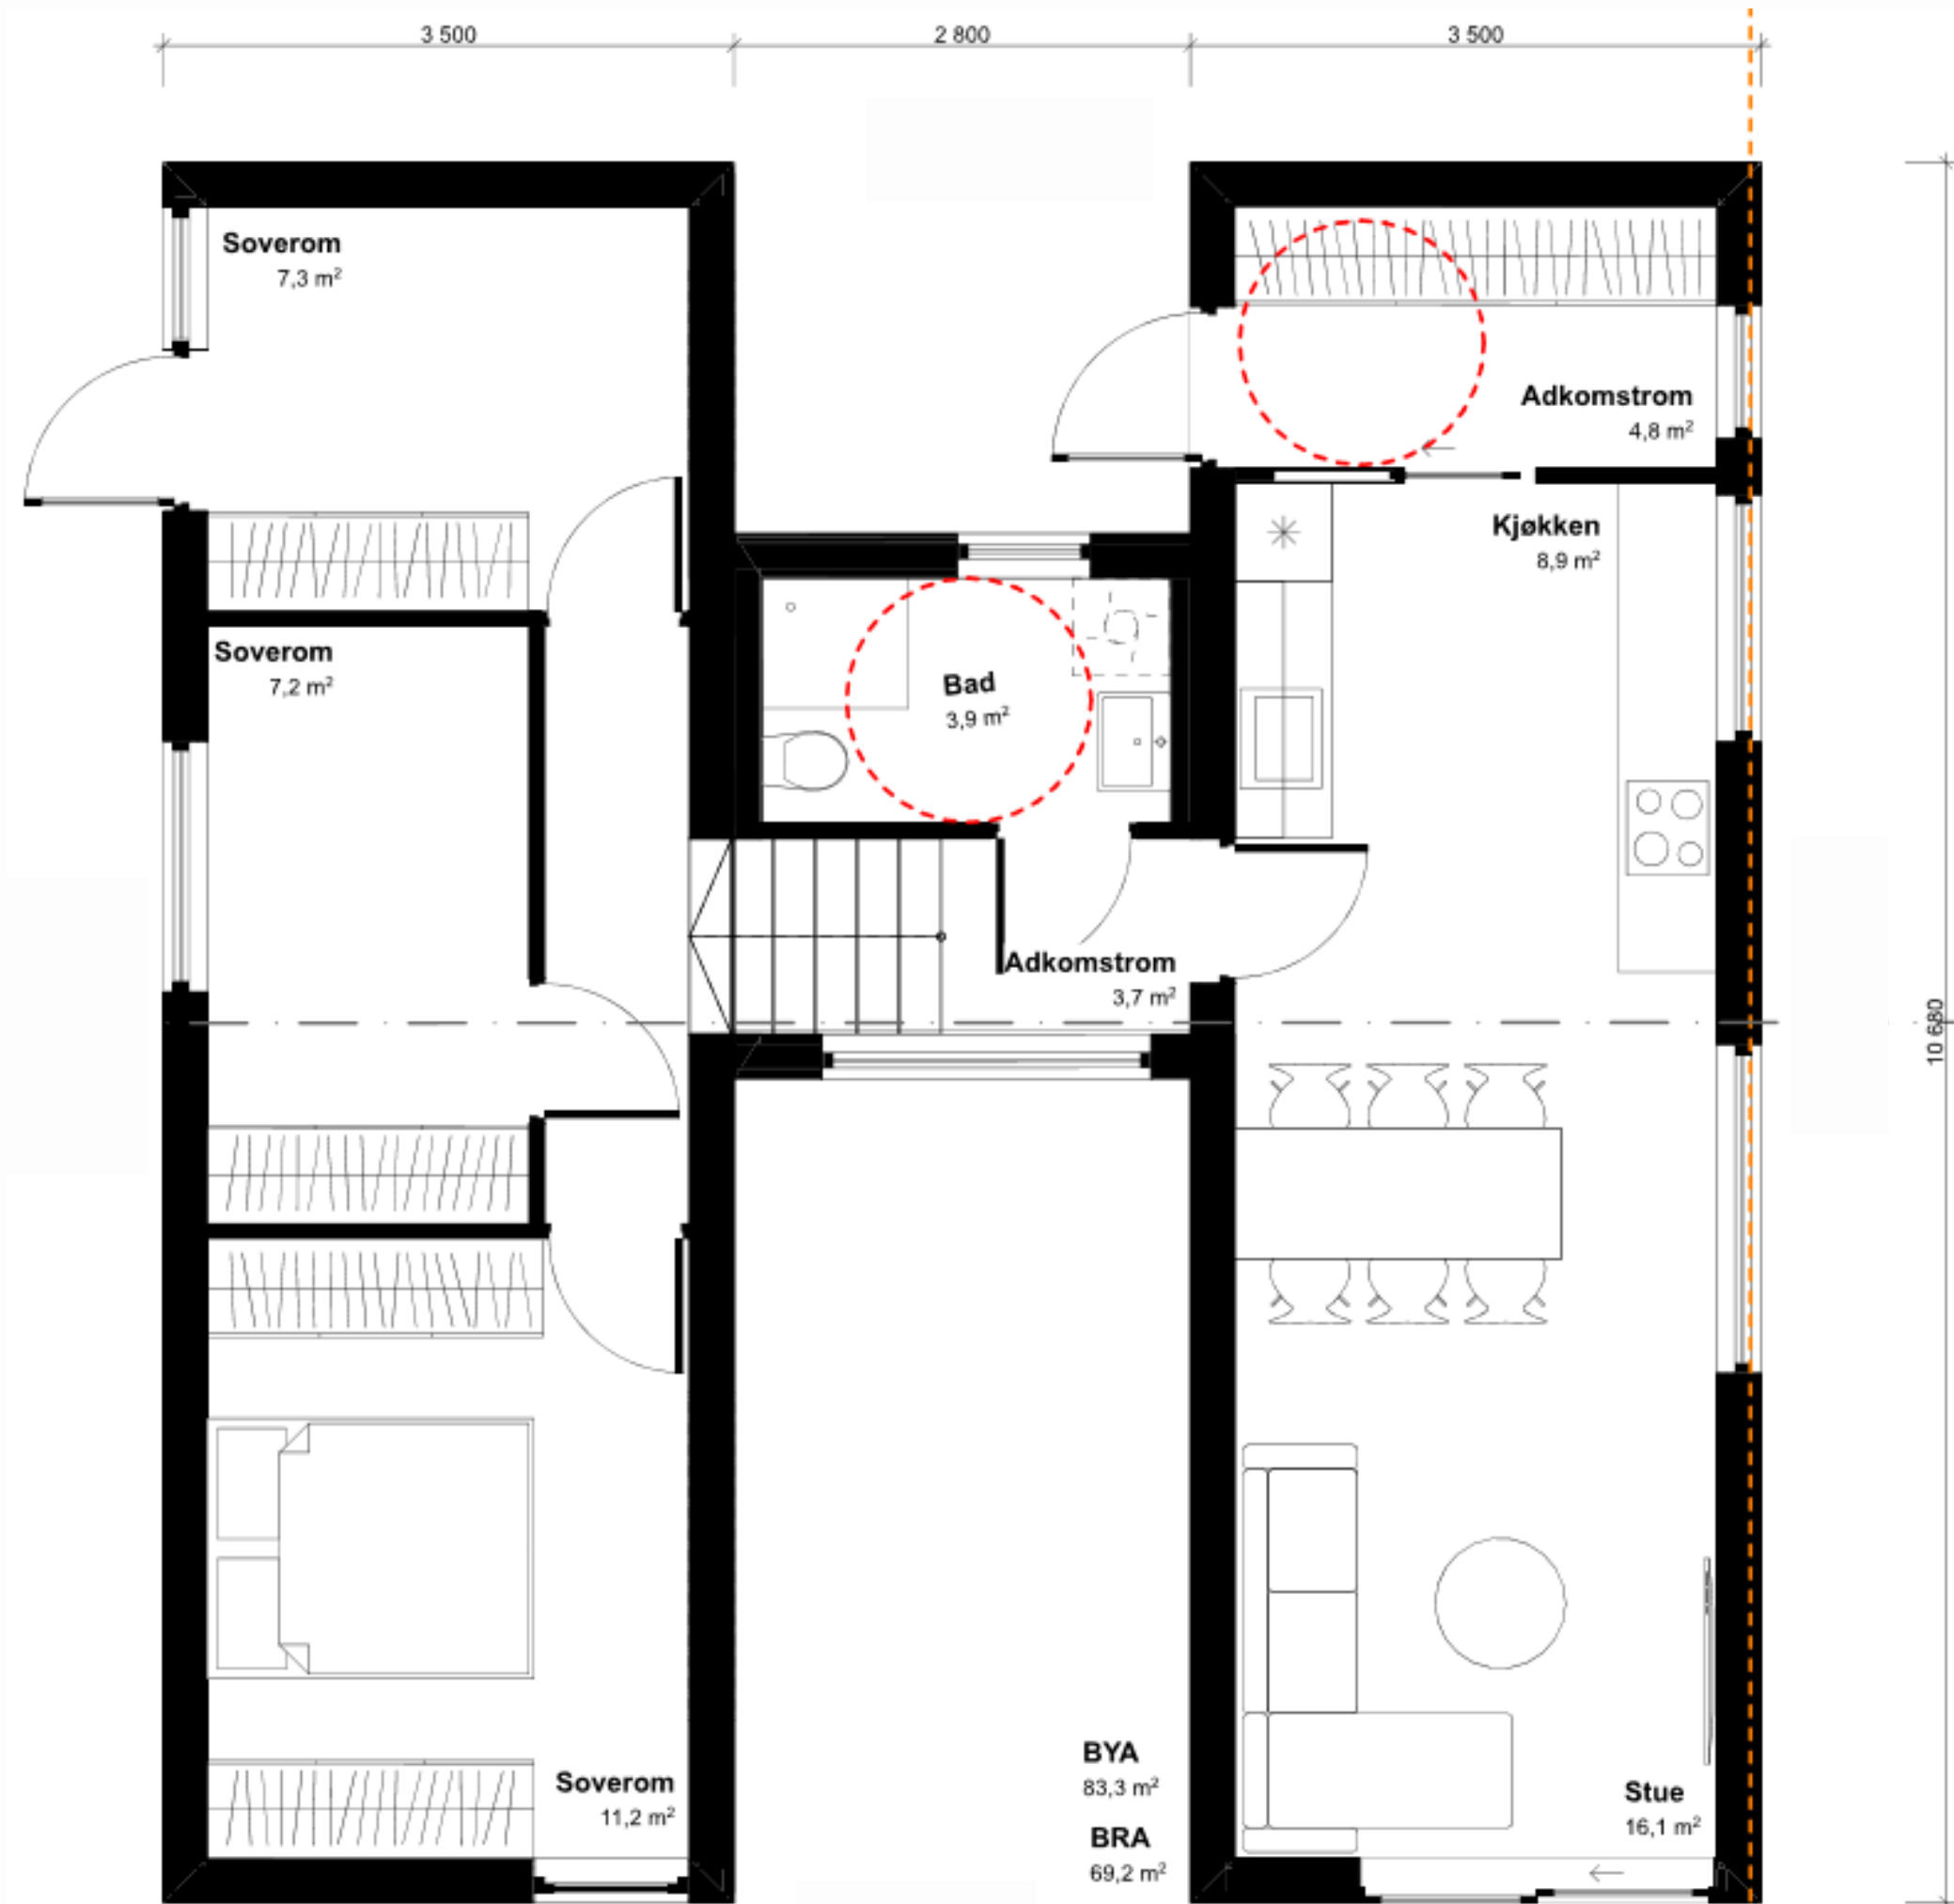 3 500
2 800
3 500
Soverom
7,3 m²
Adkomstrom
4,8 m²
Kjøkken
8,9 m²
Soverom
7,2 m²
Bad
3,9 m²
Adkomstrom
3,7 m²
10 680
BYA
83,3 m²
Soverom
11,2 m²
Stue
16,1 m²
BRA
69,2 m²